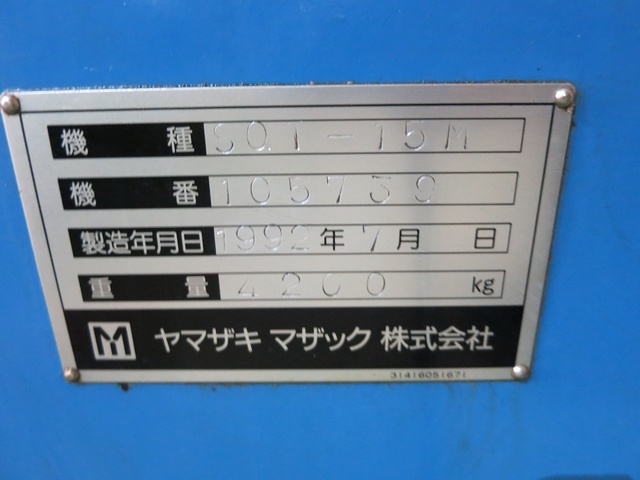 機種 SQT-15M
機番 105739
製造年月日 1992年7月 日
重量 4200 kg
M ヤマザキ マザック 株式会社
31416051671